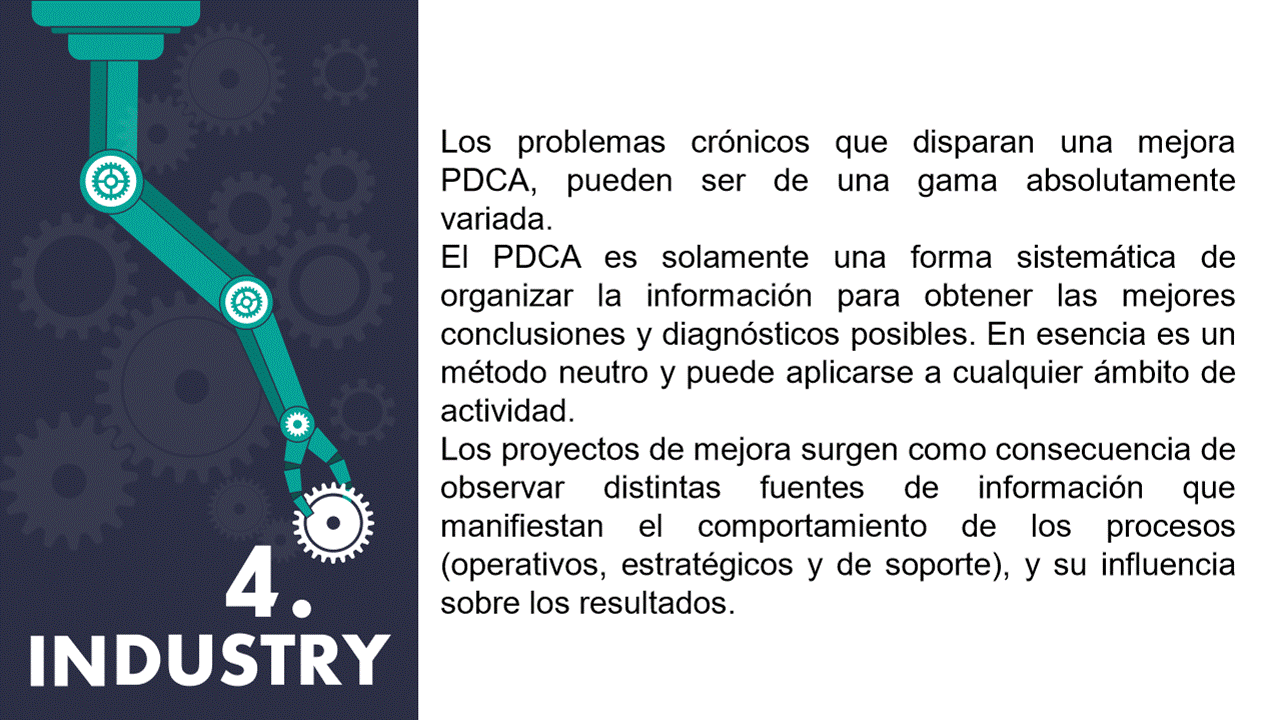 4.
INDUSTRY
Los problemas crónicos que disparan una mejora
PDCA, pueden ser de una gama absolutamente
variada.
El PDCA es solamente una forma sistemática de
organizar la información para obtener las mejores
conclusiones y diagnósticos posibles. En esencia es un
método neutro y puede aplicarse a cualquier ámbito de
actividad.
Los proyectos de mejora surgen como consecuencia de
observar distintas fuentes de información que
manifiestan el comportamiento de los procesos
(operativos, estratégicos y de soporte), y su influencia
sobre los resultados.